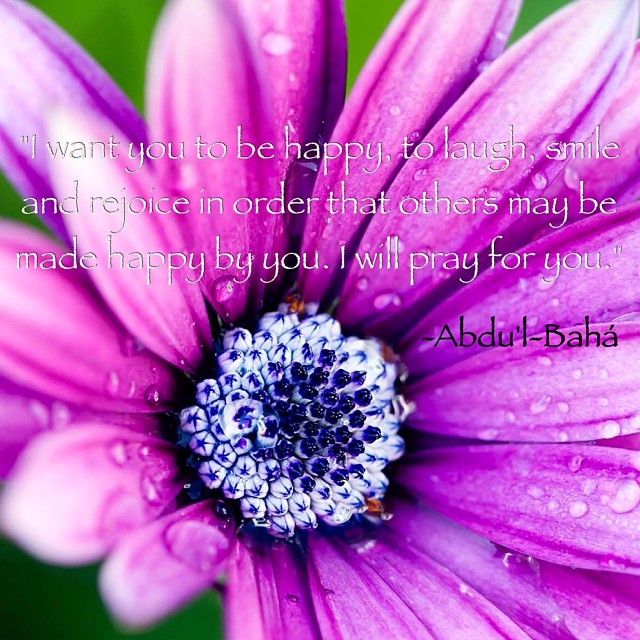 "I want you to be happy, to laugh, smile
and rejoice in order that others may be
made happy by you. I will pray for you."
-Abdu'l-Bahá